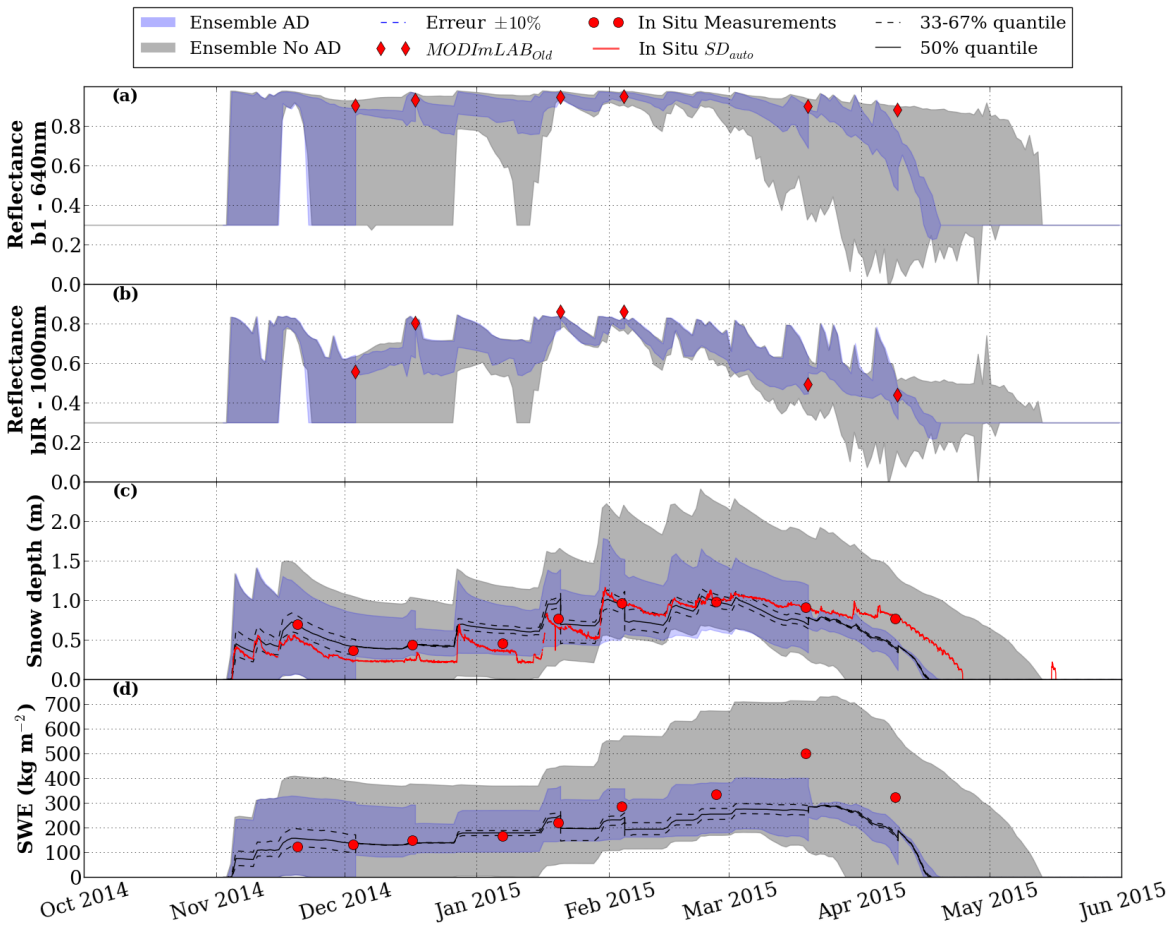 Ensemble AD
Ensemble No AD
Erreur ±10%
MODImLAB_Old
In Situ Measurements
In Situ SD_auto
33-67% quantile
50% quantile
(a)
Reflectance
b1 - 640nm
0.8
0.6
0.4
0.2
0.0
(b)
Reflectance
bIR - 1000nm
0.8
0.6
0.4
0.2
0.0
(c)
Snow depth (m)
2.0
1.5
1.0
0.5
0.0
(d)
SWE (kg m⁻²)
700
600
500
400
300
200
100
0
Oct 2014
Nov 2014
Dec 2014
Jan 2015
Feb 2015
Mar 2015
Apr 2015
May 2015
Jun 2015